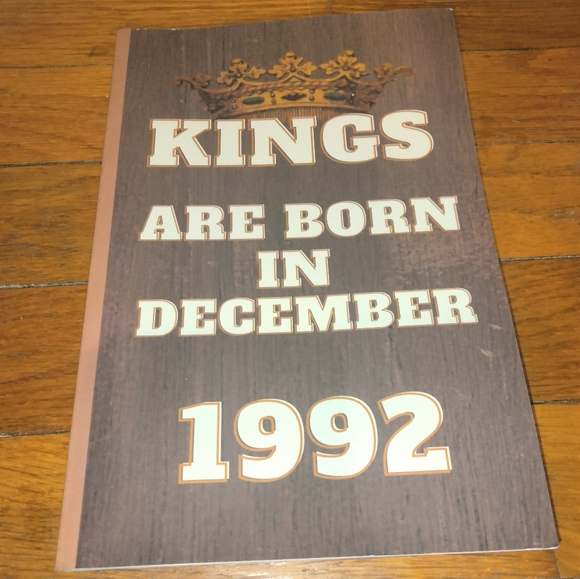 KINGS
ARE BORN
IN
DECEMBER
1992